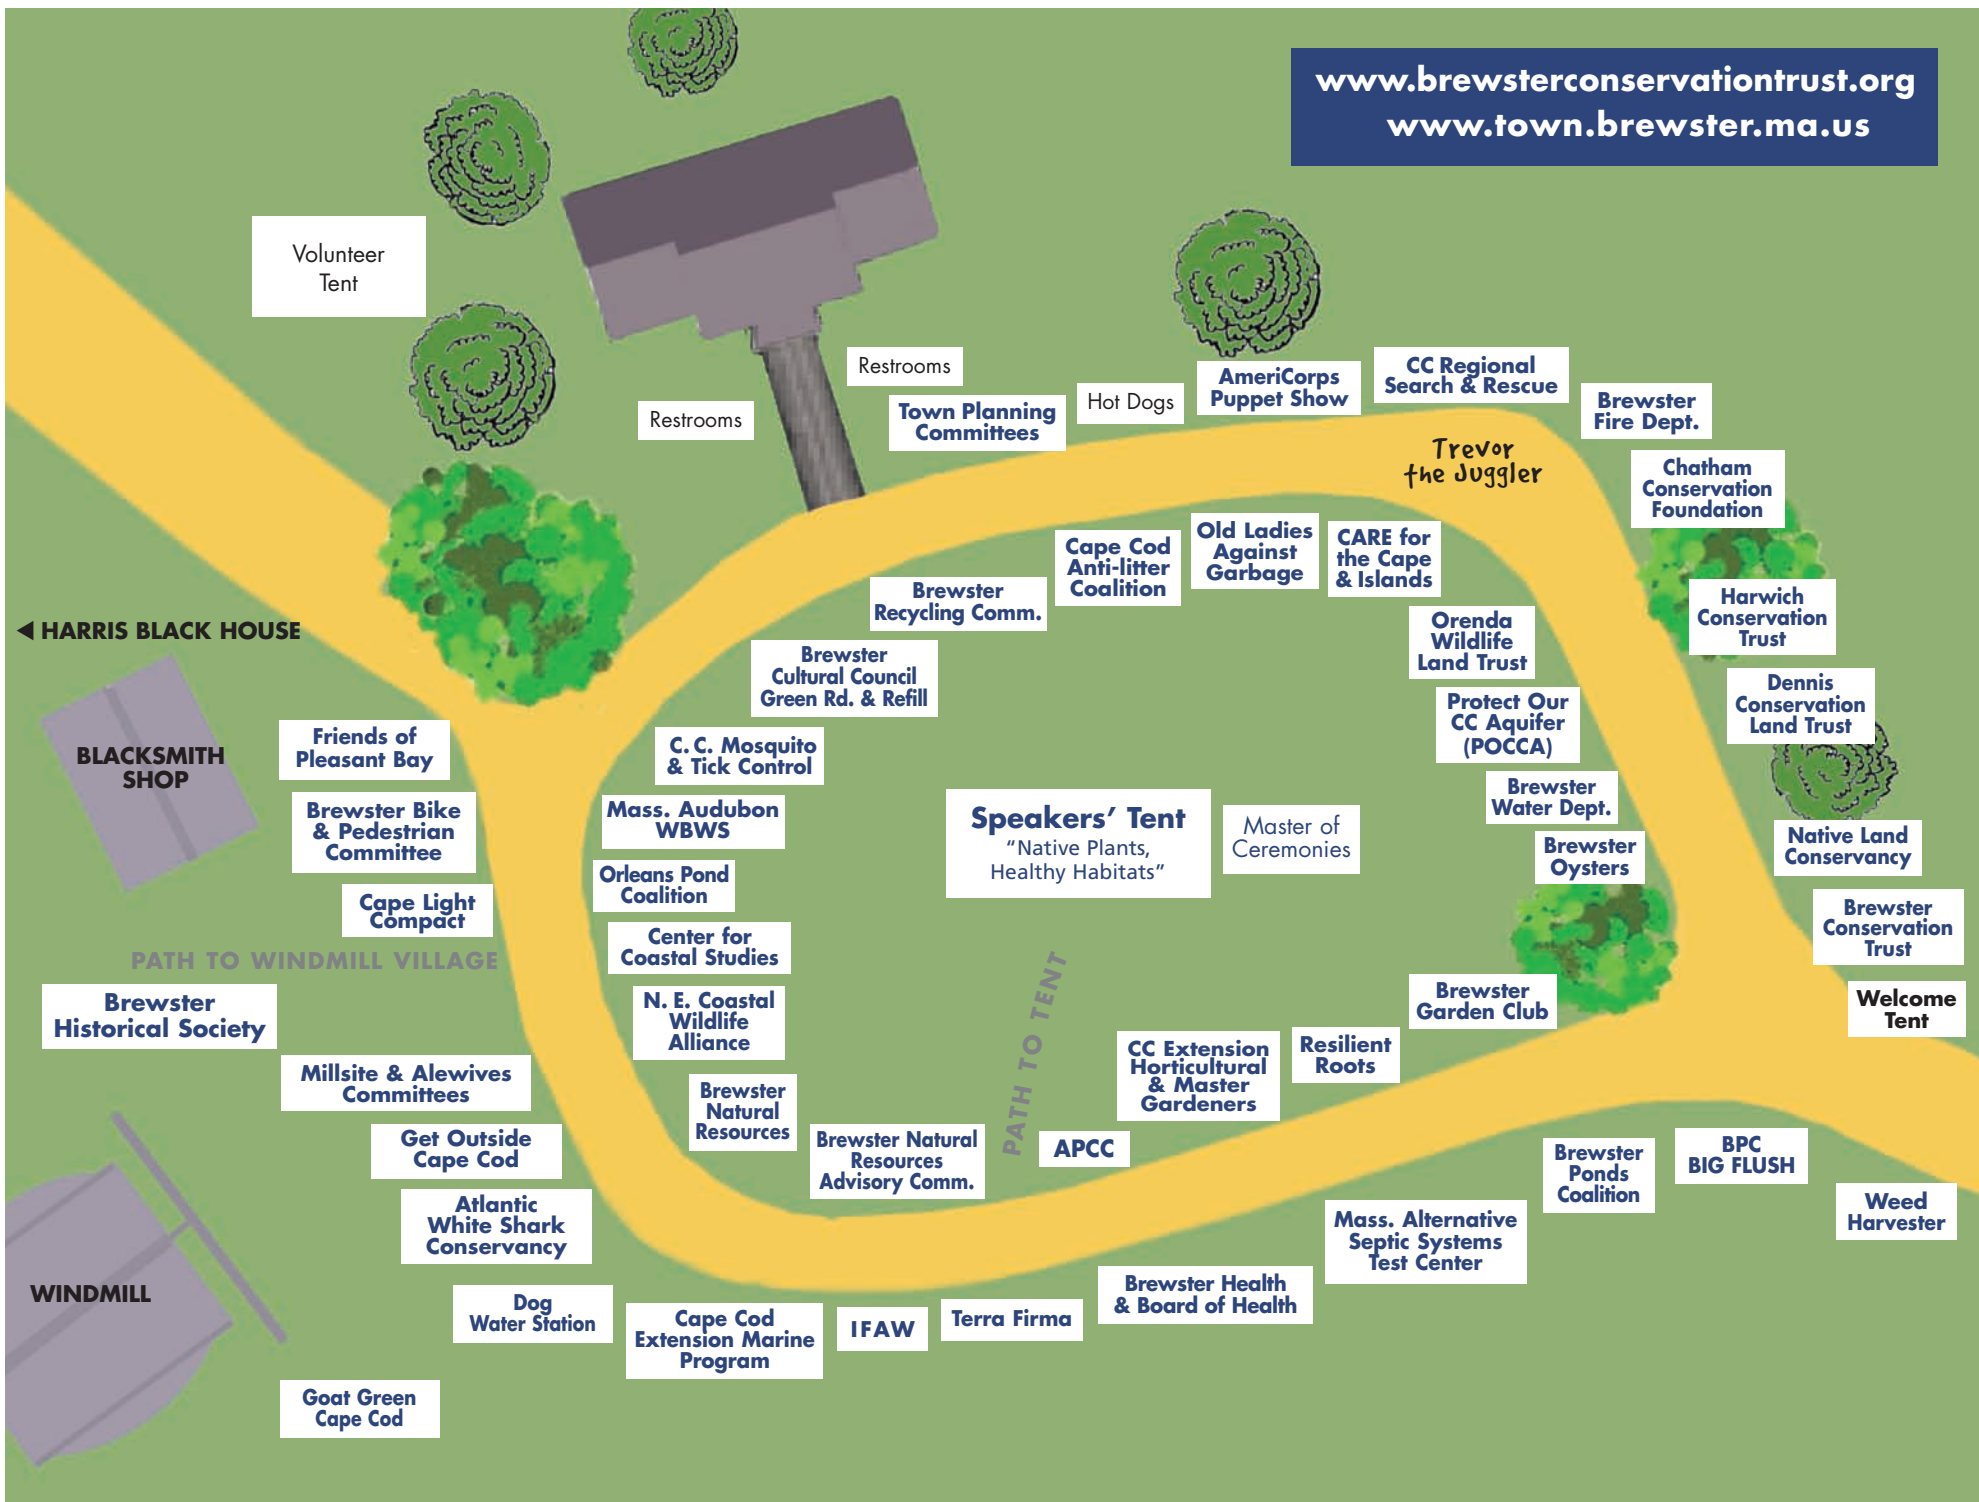 www.brewsterconservationtrust.org
www.town.brewster.ma.us
Volunteer
Tent
Restrooms
Restrooms
Town Planning
Committees
Hot Dogs
AmeriCorps
Puppet Show
CC Regional
Search & Rescue
Brewster
Fire Dept.
Trevor
the Juggler
Chatham
Conservation
Foundation
Cape Cod
Anti-litter
Coalition
Old Ladies
Against
Garbage
CARE for
the Cape
& Islands
Brewster
Recycling Comm.
Harwich
Conservation
Trust
Orenda
Wildlife
Land Trust
◀ HARRIS BLACK HOUSE
Brewster
Cultural Council
Green Rd. & Refill
Dennis
Conservation
Land Trust
Protect Our
CC Aquifer
(POCCA)
BLACKSMITH
SHOP
Friends of
Pleasant Bay
C. C. Mosquito
& Tick Control
Brewster
Water Dept.
Brewster Bike
& Pedestrian
Committee
Mass. Audubon
WBWS
Speakers’ Tent
“Native Plants,
Healthy Habitats”
Master of
Ceremonies
Brewster
Oysters
Native Land
Conservancy
Cape Light
Compact
Orleans Pond
Coalition
Brewster
Conservation
Trust
PATH TO WINDMILL VILLAGE
Center for
Coastal Studies
Brewster
Historical Society
N. E. Coastal
Wildlife
Alliance
PATH TO TENT
Brewster
Garden Club
Welcome
Tent
CC Extension
Horticultural
& Master
Gardeners
Resilient
Roots
Millsite & Alewives
Committees
Brewster
Natural
Resources
Get Outside
Cape Cod
Brewster Natural
Resources
Advisory Comm.
APCC
Brewster
Ponds
Coalition
BPC
BIG FLUSH
Weed
Harvester
Atlantic
White Shark
Conservancy
Mass. Alternative
Septic Systems
Test Center
WINDMILL
Dog
Water Station
Cape Cod
Extension Marine
Program
IFAW
Terra Firma
Brewster Health
& Board of Health
Goat Green
Cape Cod